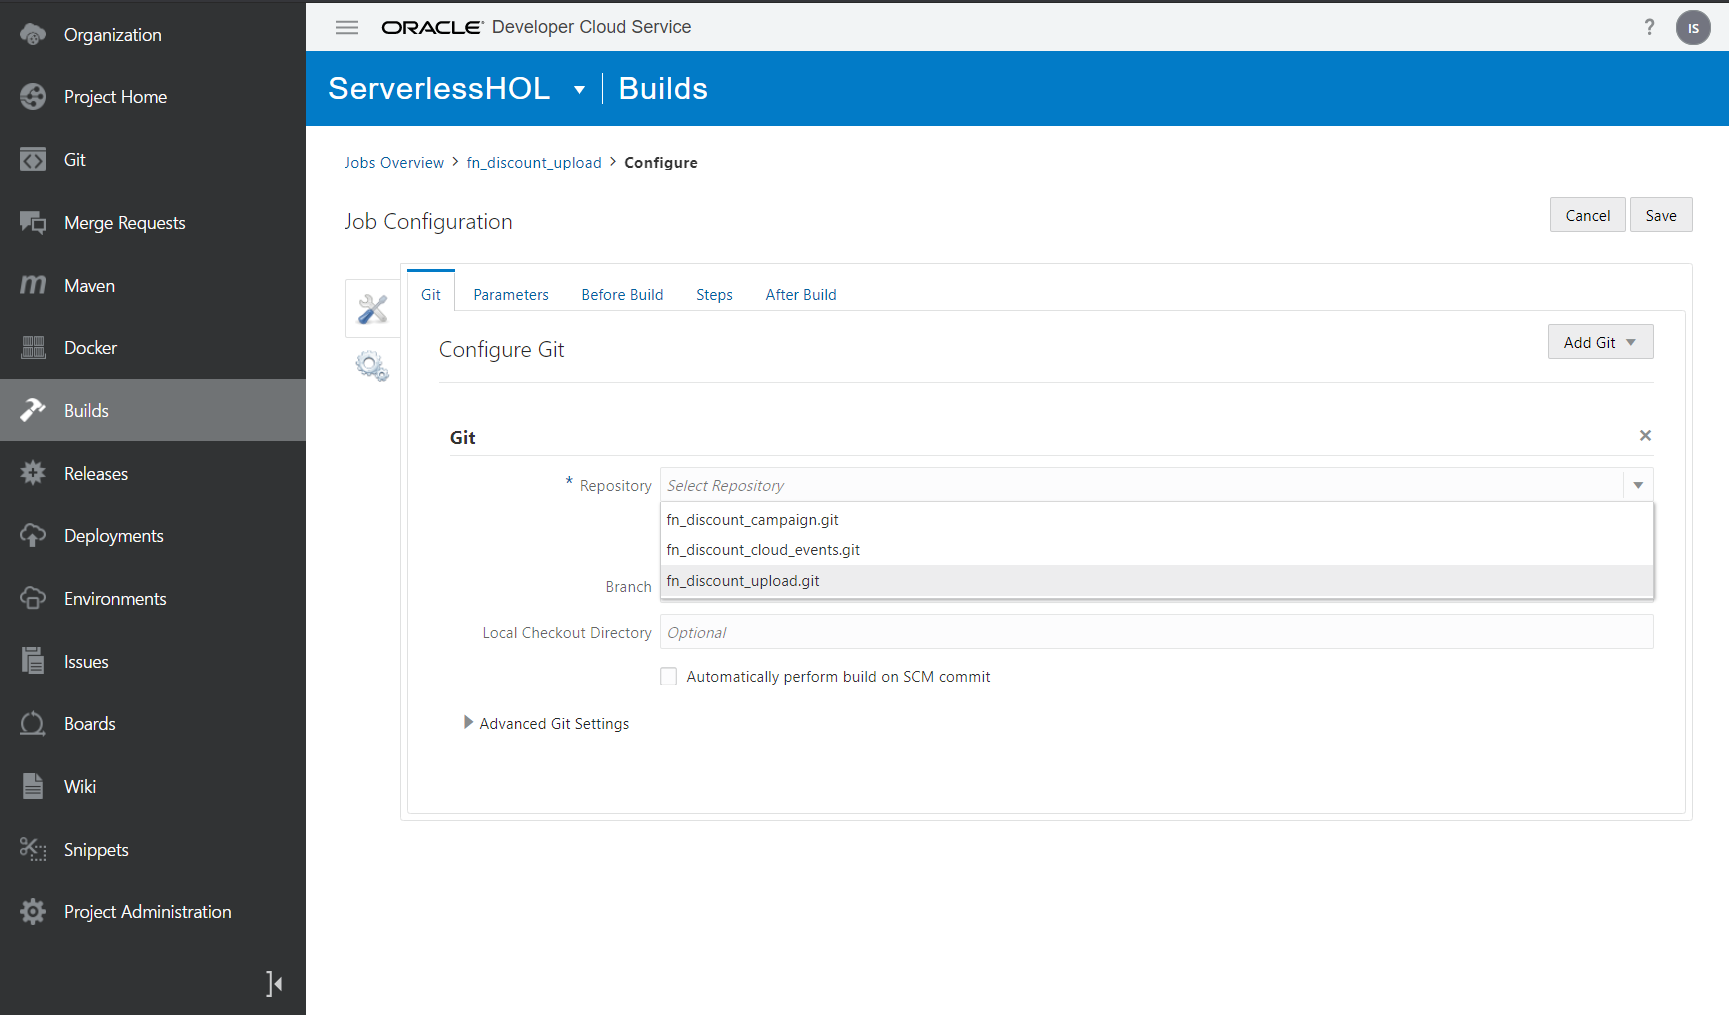 Organization
Project Home
Git
Merge Requests
Maven
Docker
Builds
Releases
Deployments
Environments
Issues
Boards
Wiki
Snippets
Project Administration
ORACLE Developer Cloud Service
? IS
ServerlessHOL Builds
Jobs Overview > fn_discount_upload > Configure
Job Configuration
Cancel Save
Git Parameters Before Build Steps After Build
Configure Git
Add Git
Git
* Repository Select Repository
fn_discount_campaign.git
fn_discount_cloud_events.git
fn_discount_upload.git
Branch
Local Checkout Directory Optional
Automatically perform build on SCM commit
Advanced Git Settings